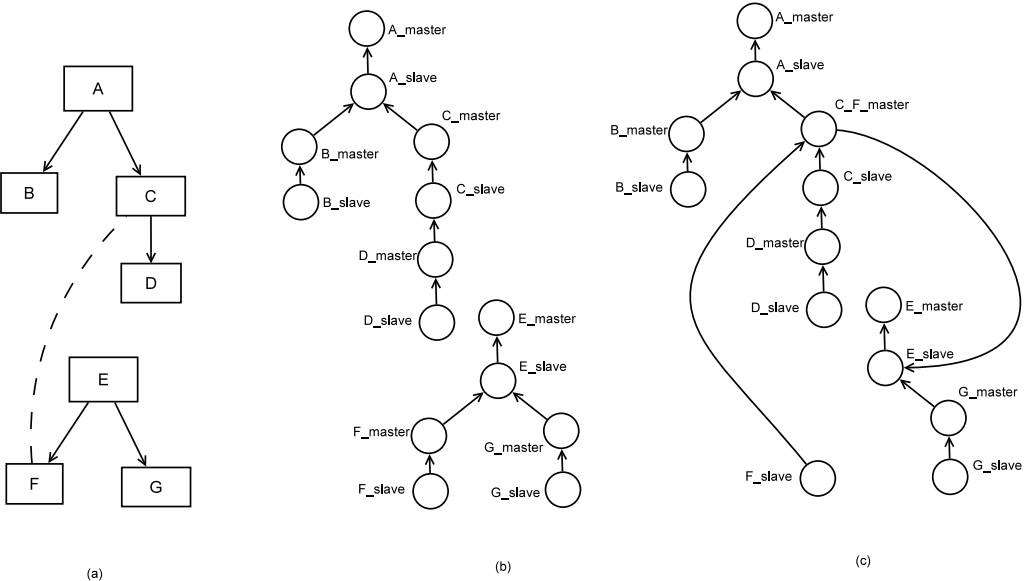 A
B
C
D
E
F
G
(a)
A_master
A_slave
C_master
B_master
C_slave
B_slave
D_master
D_slave
E_master
E_slave
F_master
G_master
F_slave
G_slave
(b)
A_master
A_slave
C_F_master
B_master
C_slave
B_slave
D_master
D_slave
E_master
E_slave
G_master
F_slave
G_slave
(c)